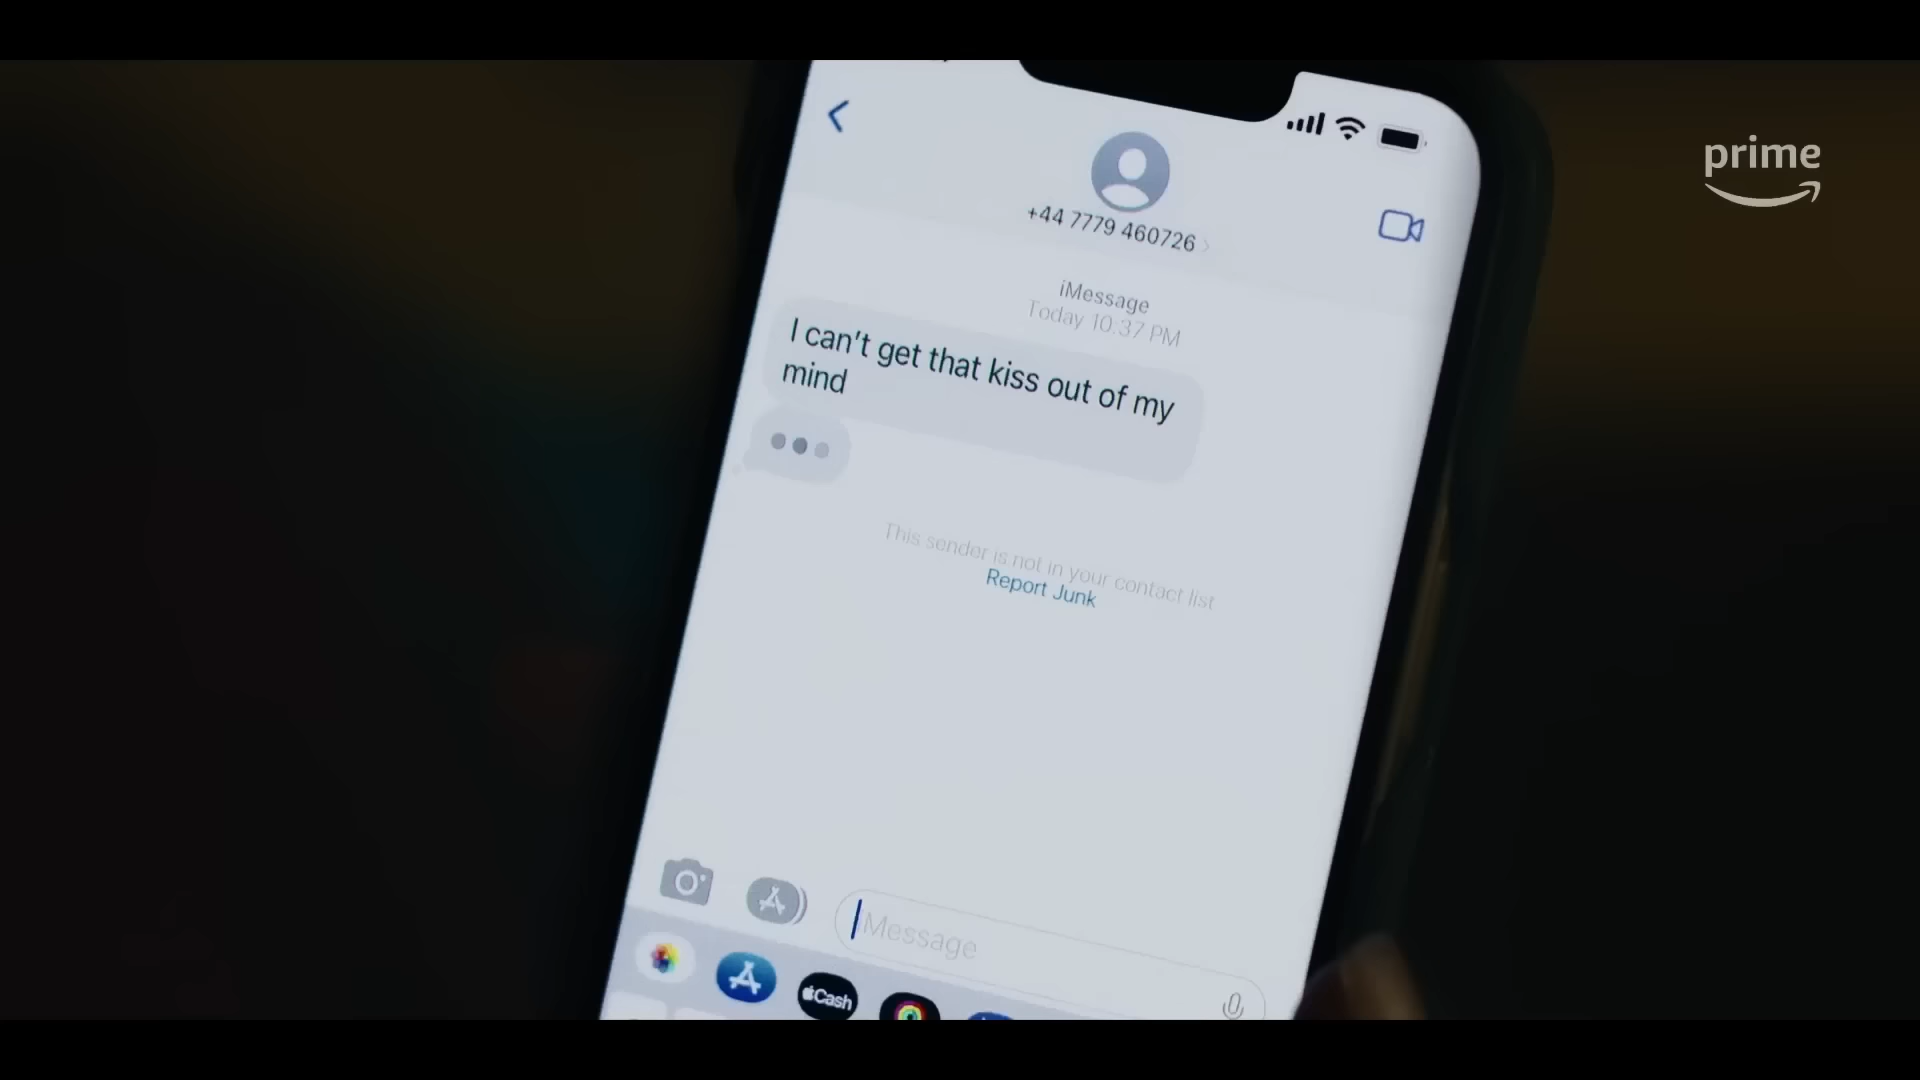 prime
+44 7779 460726
iMessage
Today 10:37 PM
I can't get that kiss out of my
mind
This sender is not in your contact list
Report Junk
iMessage
Cash